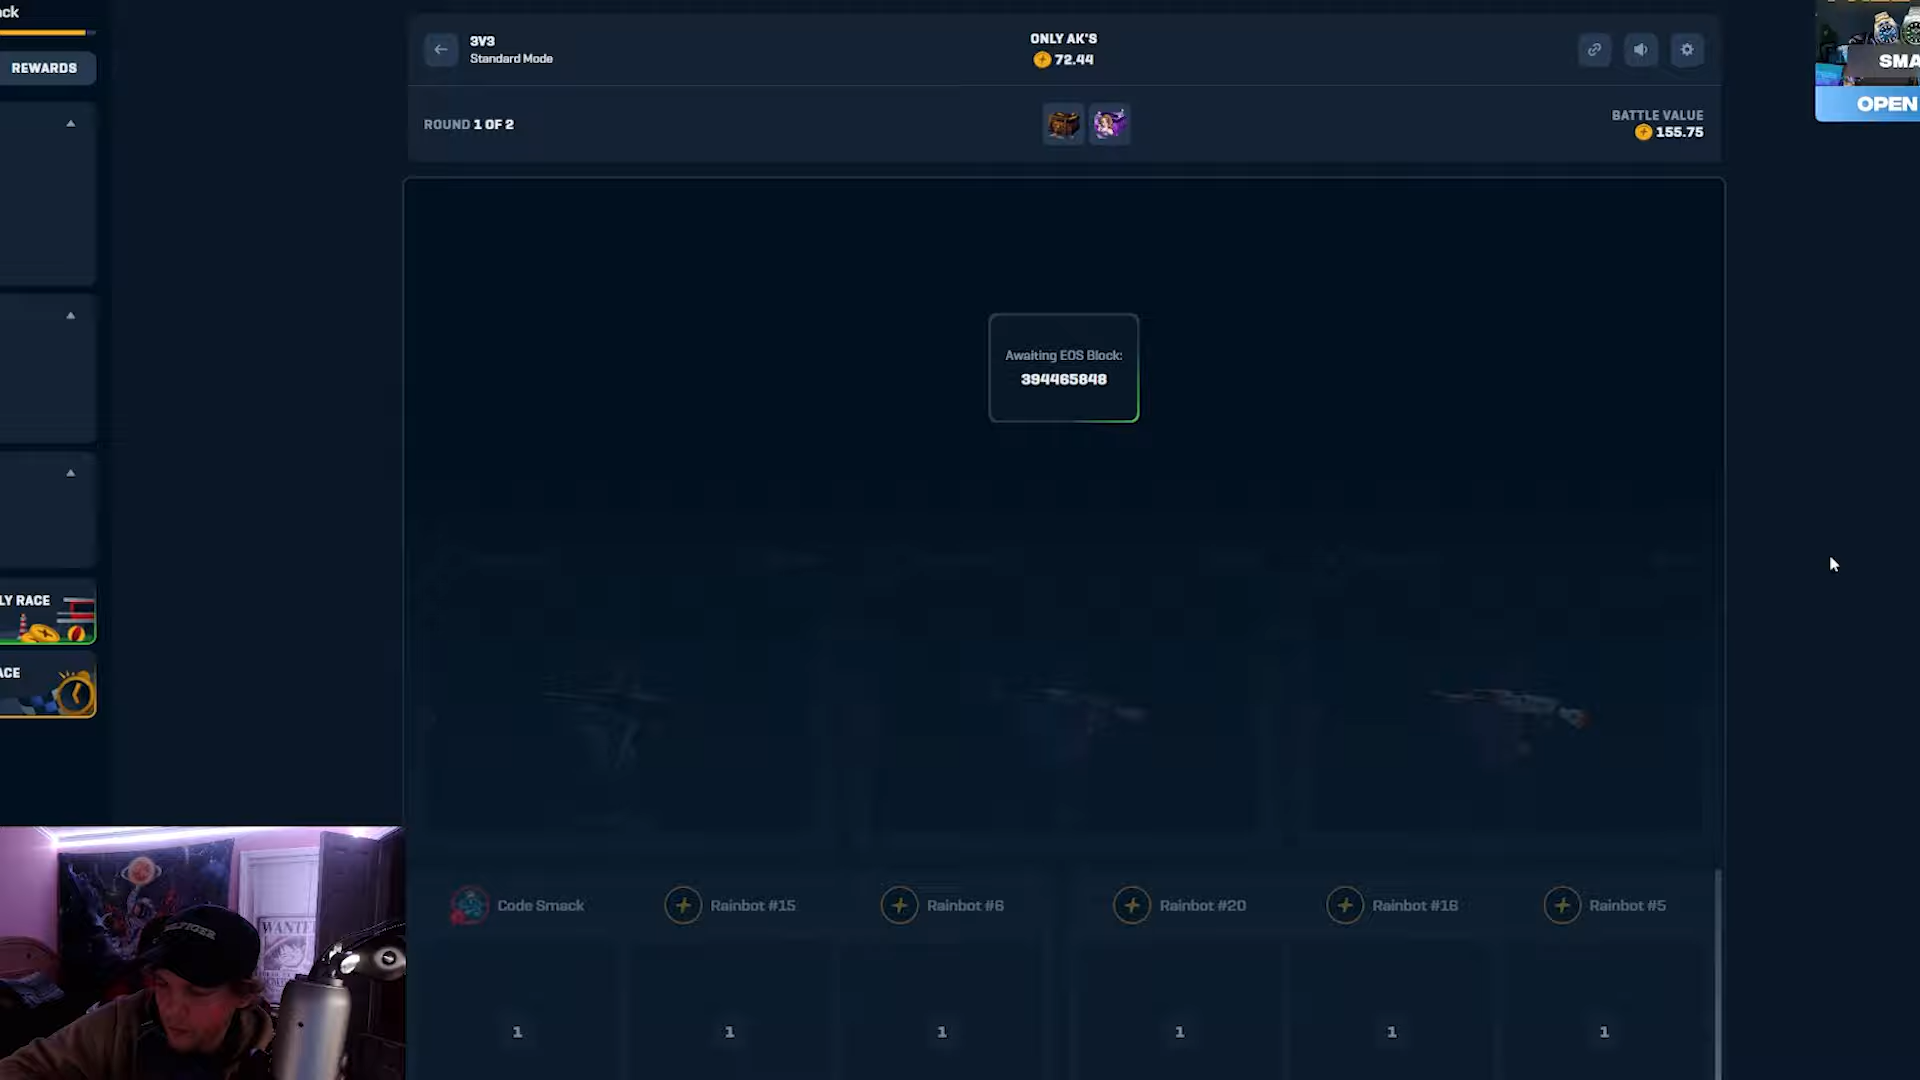 ck
REWARDS
3V3
Standard Mode
ONLY AK'S
72.44
ROUND 1 OF 2
BATTLE VALUE
155.75
SMA
OPEN
Awaiting EOS Block:
394465848
LY RACE
ACE
Code Smack
Rainbot #15
Rainbot #6
Rainbot #20
Rainbot #16
Rainbot #5
1
1
1
1
1
1
WANTE